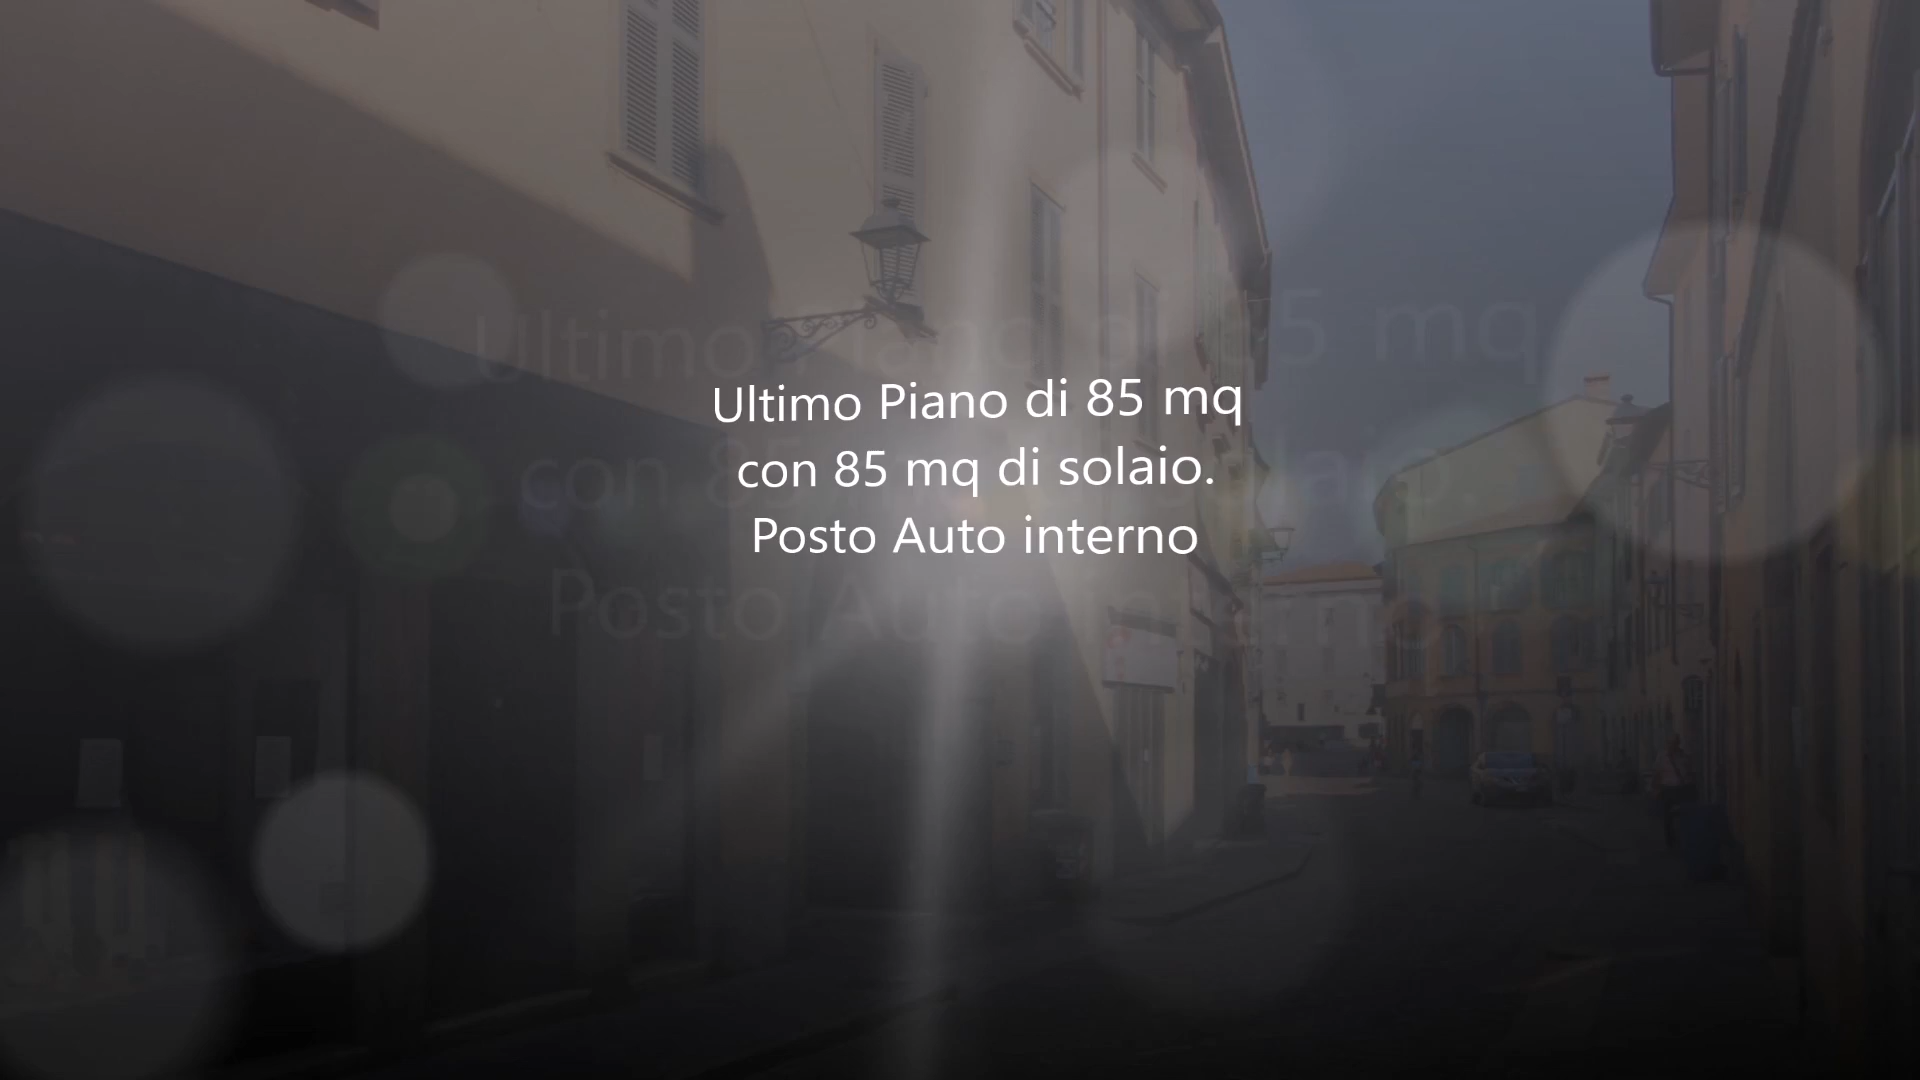 Ultimo Piano di 85 mq
con 85 mq di solaio.
Posto Auto interno